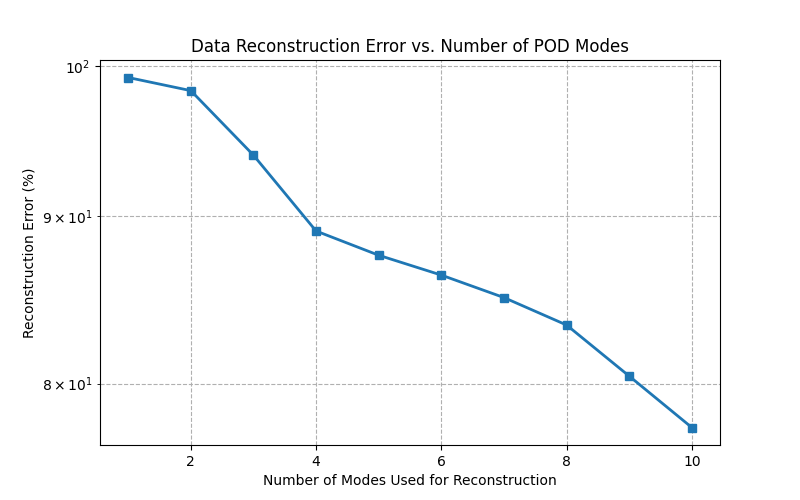 Data Reconstruction Error vs. Number of POD Modes
10²
9 × 10¹
8 × 10¹
Reconstruction Error (%)
2 4 6 8 10
Number of Modes Used for Reconstruction